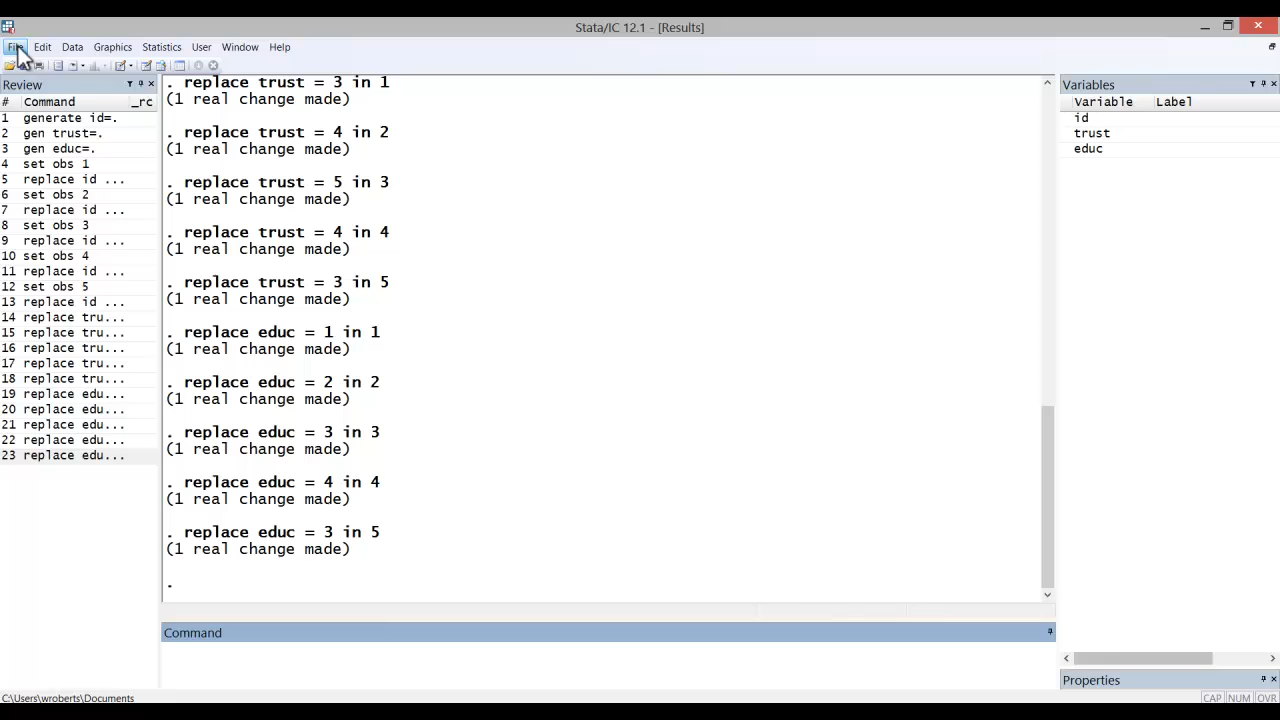 Stata/IC 12.1 - [Results]
File Edit Data Graphics Statistics User Window Help
Review
# Command _rc
1 generate id=.
2 gen trust=.
3 gen educ=.
4 set obs 1
5 replace id ...
6 set obs 2
7 replace id ...
8 set obs 3
9 replace id ...
10 set obs 4
11 replace id ...
12 set obs 5
13 replace id ...
14 replace tru...
15 replace tru...
16 replace tru...
17 replace tru...
18 replace tru...
19 replace edu...
20 replace edu...
21 replace edu...
22 replace edu...
23 replace edu...
. replace trust = 3 in 1
(1 real change made)
. replace trust = 4 in 2
(1 real change made)
. replace trust = 5 in 3
(1 real change made)
. replace trust = 4 in 4
(1 real change made)
. replace trust = 3 in 5
(1 real change made)
. replace educ = 1 in 1
(1 real change made)
. replace educ = 2 in 2
(1 real change made)
. replace educ = 3 in 3
(1 real change made)
. replace educ = 4 in 4
(1 real change made)
. replace educ = 3 in 5
(1 real change made)
.
Command
Variables
Variable Label
id
trust
educ
Properties
C:\Users\wroberts\Documents
CAP NUM OVR